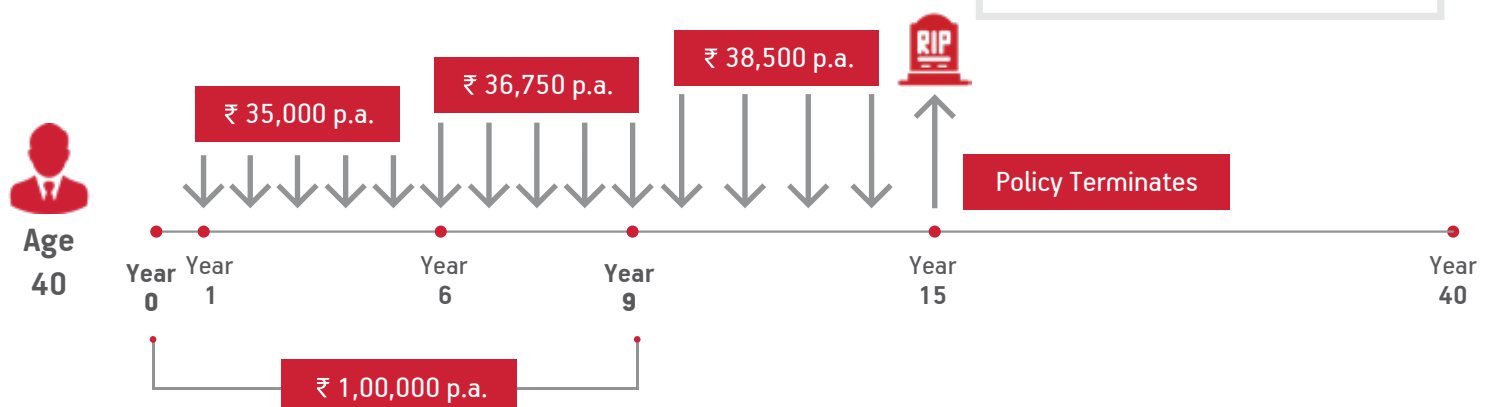 RIP
₹ 38,500 p.a.
₹ 36,750 p.a.
₹ 35,000 p.a.
Policy Terminates
Age
40
Year
0
Year
1
Year
6
Year
9
Year
15
Year
40
₹ 1,00,000 p.a.